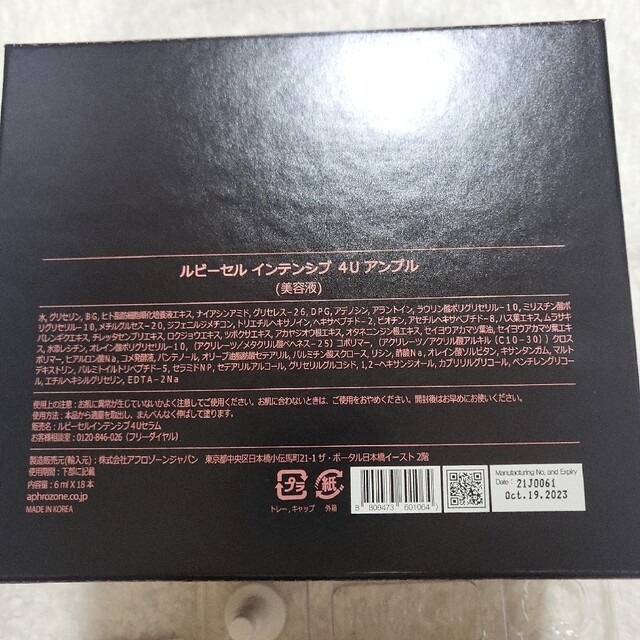 ルビーセル インテンシブ 4U アンプル
(美容液)
水, グリセリン, BG, ヒト脂肪細胞順化培養液エキス, ナイアシンアミド, グリセレス-26, DPG, アデノシン, アラントイン, ラウリン酸ポリグリセリル-10, ミリスチン酸ポ
リグリセリル-10, メチルグルセス-20, ジフェニルジメチコン, トリエチルヘキサノイン, ヘキサペプチド-2, ビオチン, アセチルヘキサペプチド-8, ハス葉エキス, ムラサキ
バレンギクエキス, チレッタセンブリエキス, ロクジョウエキス, ツボクサエキス, アカヤジオウ根エキス, オタネニンジン根エキス, セイヨウアカマツ葉油, セイヨウアカマツ葉エキ
ス, 水添レシチン, オレイン酸ポリグリセリル-10, (アクリレーツ/メタクリル酸ベヘネス-25)コポリマー, (アクリレーツ/アクリル酸アルキル(C10-30))クロス
ポリマー, ヒアルロン酸Na, コメ発酵液, パンテノール, オリーブ油脂肪酸セテアリル, パルミチン酸スクロース, リシン, 酢酸Na, オレイン酸ソルビタン, キサンタンガム, マルト
デキストリン, パルミトイルトリペプチド-5, セラミドNP, セテアリルアルコール, グリセリルグルコシド, 1,2-ヘキサンジオール, カプリリルグリコール, ペンチレングリコー
ル, エチルヘキシルグリセリン, EDTA-2Na
使用上の注意：お肌に異常が生じていないかよく注意してご使用ください。お肌に合わないときは、ご使用をおやめください。開封後はお早めにお使いください。
使用方法：本品から適量を取出し、まんべんなく伸ばして塗ります。
販売名：ルビーセルインテンシブ4Uセラム
お客様相談室：0120-846-026 (フリーダイヤル)
製造販売元(輸入元)：株式会社アフロゾーンジャパン 東京都中央区日本橋小伝馬町21-1 ザ・ポータル日本橋イースト 2階
使用期間：下部に記載
内容量：6ml X 18本
aphrozone.co.jp
MADE IN KOREA
プラ
トレー,キャップ
紙
外箱
8 809473 601064
Manufacturing No. and Expiry
Date : 21J0061
Oct.19.2023